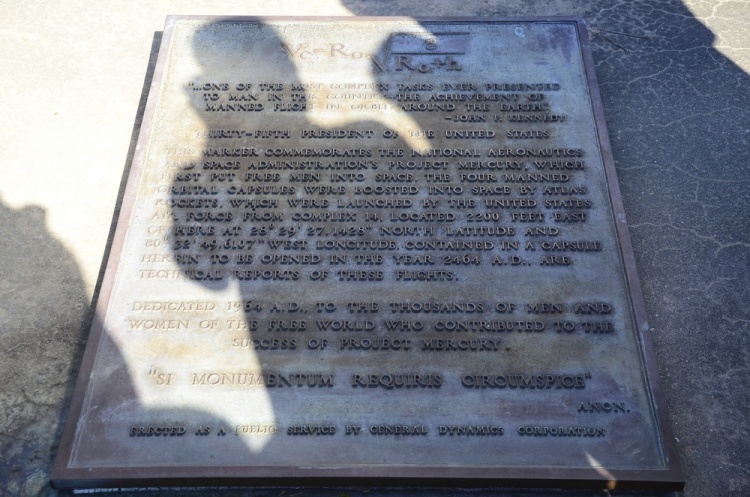 "...ONE OF THE MOST COMPLEX TASKS EVER PRESENTED
TO MAN IN THIS COUNTRY—THE ACHIEVEMENT OF
MANNED FLIGHT IN ORBIT AROUND THE EARTH."
-JOHN F. KENNEDY
THIRTY-FIFTH PRESIDENT OF THE UNITED STATES
THIS MARKER COMMEMORATES THE NATIONAL AERONAUTICS
AND SPACE ADMINISTRATION'S PROJECT MERCURY, WHICH
FIRST PUT FREE MEN INTO SPACE. THE FOUR MANNED
ORBITAL CAPSULES WERE BOOSTED INTO SPACE BY ATLAS
ROCKETS, WHICH WERE LAUNCHED BY THE UNITED STATES
AIR FORCE FROM COMPLEX 14, LOCATED 2200 FEET EAST
OF HERE AT 28° 29' 27.1428" NORTH LATITUDE AND
80° 32' 49.6107" WEST LONGITUDE. CONTAINED IN A CAPSULE
HEREIN TO BE OPENED IN THE YEAR 2464 A.D., ARE
TECHNICAL REPORTS OF THESE FLIGHTS.
DEDICATED 1964 A.D., TO THE THOUSANDS OF MEN AND
WOMEN OF THE FREE WORLD WHO CONTRIBUTED TO THE
SUCCESS OF PROJECT MERCURY.
"SI MONUMENTUM REQUIRIS CIRCUMSPICE"
ANON.
ERECTED AS A PUBLIC SERVICE BY GENERAL DYNAMICS CORPORATION